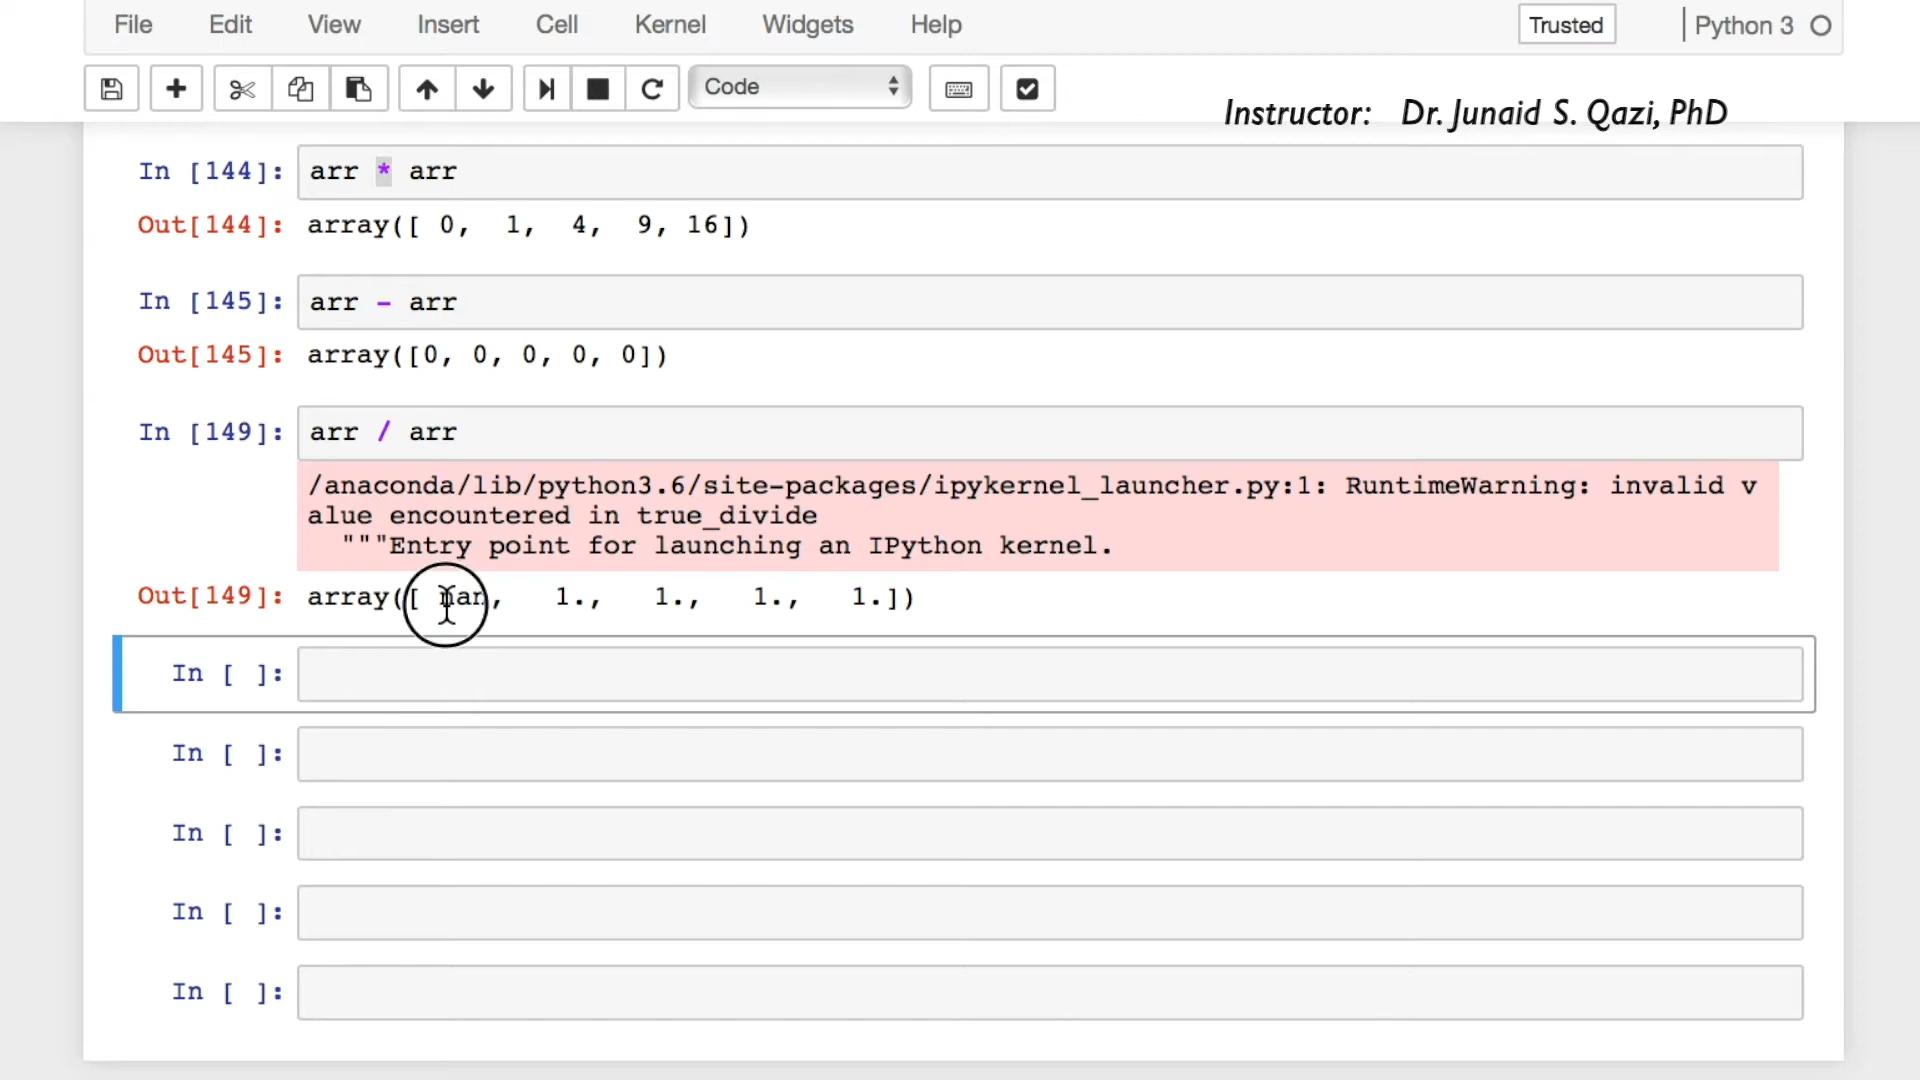 File Edit View Insert Cell Kernel Widgets Help Trusted Python 3
Code
Instructor: Dr. Junaid S. Qazi, PhD
In [144]: arr * arr
Out[144]: array([ 0, 1, 4, 9, 16])
In [145]: arr - arr
Out[145]: array([0, 0, 0, 0, 0])
In [149]: arr / arr
/anaconda/lib/python3.6/site-packages/ipykernel_launcher.py:1: RuntimeWarning: invalid v
alue encountered in true_divide
"""Entry point for launching an IPython kernel.
Out[149]: array([ nan, 1., 1., 1., 1.])
In [ ]:
In [ ]:
In [ ]:
In [ ]:
In [ ]: